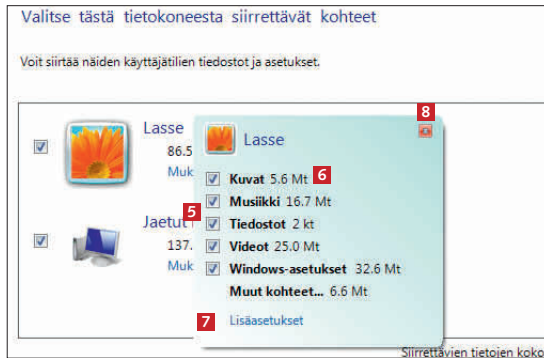 Valitse tästä tietokoneesta siirrettävät kohteet
Voit siirtää näiden käyttäjätilien tiedostot ja asetukset.
8
Lasse
86.5
Muk
Lasse
Kuvat 5.6 Mt 6
Musiikki 16.7 Mt
5
Jaetut
137.
Muk
Tiedostot 2 kt
Videot 25.0 Mt
Windows-asetukset 32.6 Mt
Muut kohteet... 6.6 Mt
7 Lisäasetukset
Siirrettävien tietojen koko